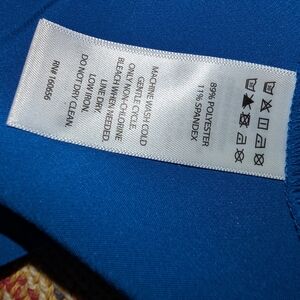 89% POLYESTER
11% SPANDEX
MACHINE WASH COLD
GENTLE CYCLE.
ONLY NON-CHLORINE
BLEACH WHEN NEEDED.
LINE DRY.
LOW IRON.
DO NOT DRY CLEAN.
RN# 160656